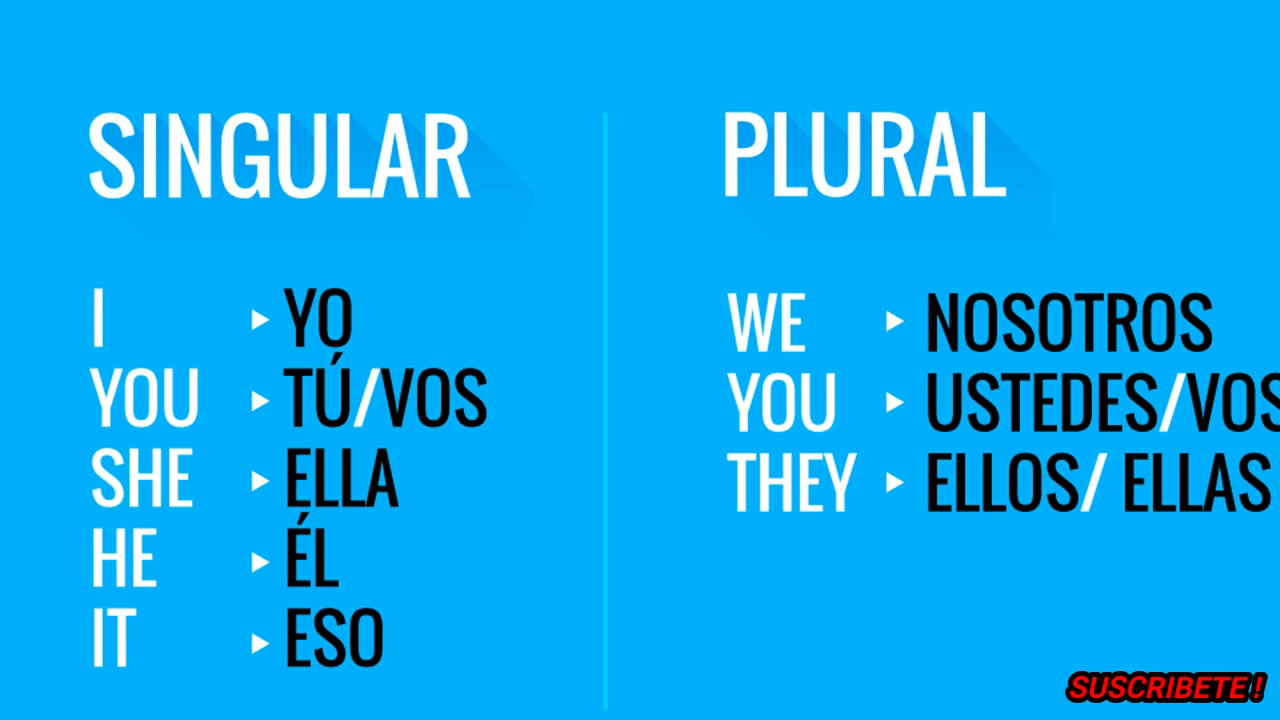 SINGULAR
I ▸ YO
YOU ▸ TÚ/VOS
SHE ▸ ELLA
HE ▸ ÉL
IT ▸ ESO
PLURAL
WE ▸ NOSOTROS
YOU ▸ USTEDES/VOS
THEY ▸ ELLOS/ ELLAS
SUSCRIBETE !